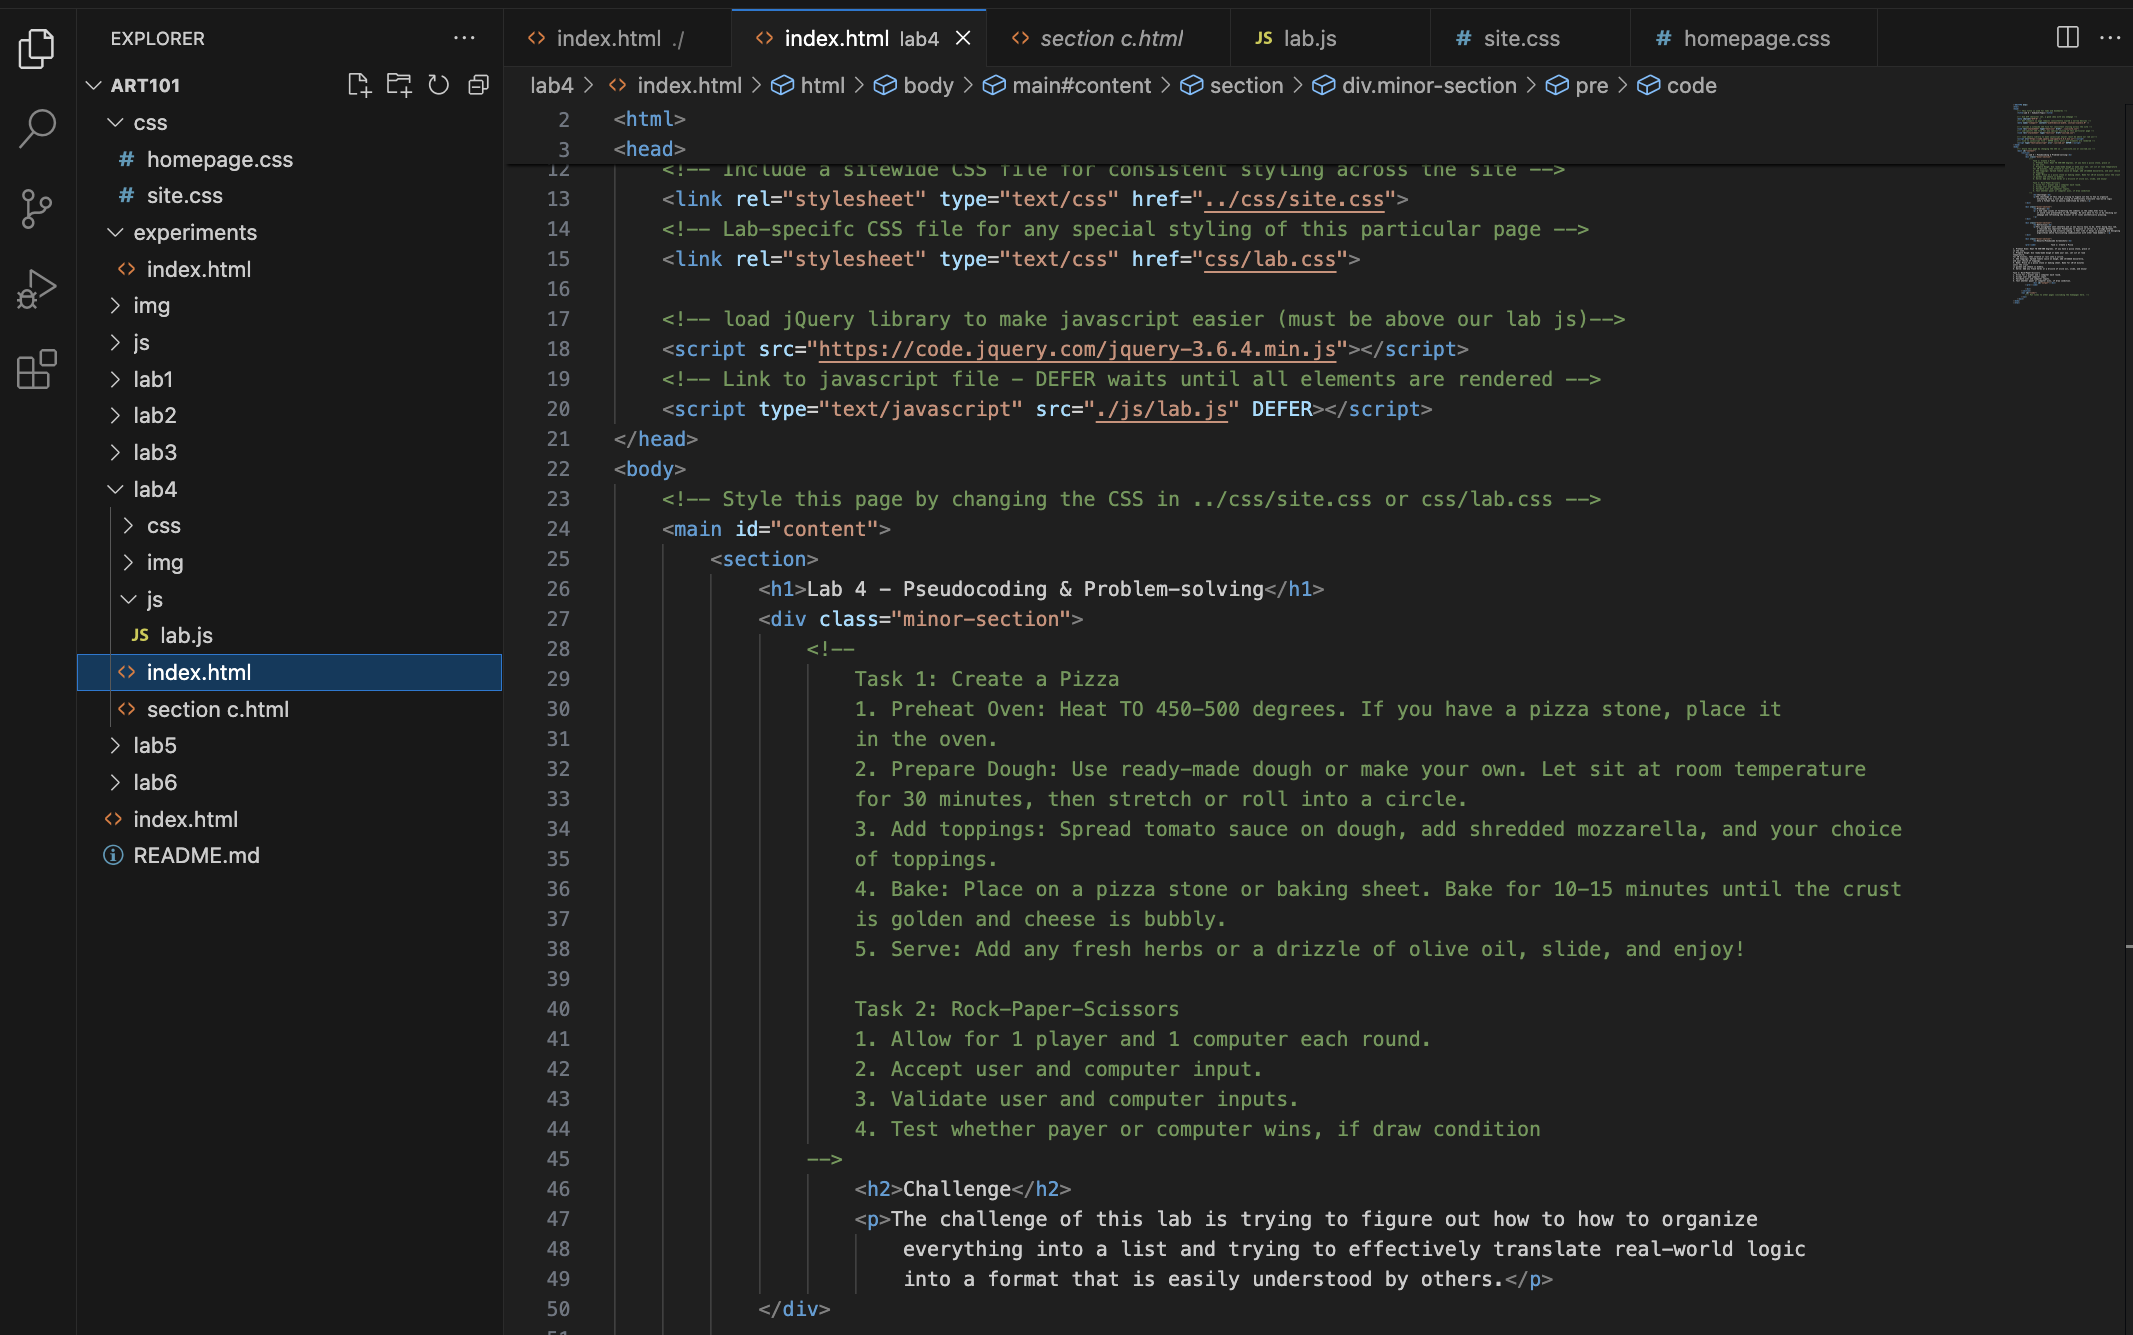 EXPLORER
ART101
css
# homepage.css
# site.css
experiments
<> index.html
img
js
lab1
lab2
lab3
lab4
css
img
js
JS lab.js
<> index.html
<> section c.html
lab5
lab6
<> index.html
README.md
<> index.html ./
<> index.html lab4
<> section c.html
JS lab.js
# site.css
# homepage.css
lab4 > <> index.html > html > body > main#content > section > div.minor-section > pre > code
2 <html>
3 <head>
12 <!-- Include a sitewide CSS file for consistent styling across the site -->
13 <link rel="stylesheet" type="text/css" href="../css/site.css">
14 <!-- Lab-specifc CSS file for any special styling of this particular page -->
15 <link rel="stylesheet" type="text/css" href="css/lab.css">
16
17 <!-- load jQuery library to make javascript easier (must be above our lab js)-->
18 <script src="https://code.jquery.com/jquery-3.6.4.min.js"></script>
19 <!-- Link to javascript file - DEFER waits until all elements are rendered -->
20 <script type="text/javascript" src="./js/lab.js" DEFER></script>
21 </head>
22 <body>
23 <!-- Style this page by changing the CSS in ../css/site.css or css/lab.css -->
24 <main id="content">
25 <section>
26 <h1>Lab 4 - Pseudocoding & Problem-solving</h1>
27 <div class="minor-section">
28 <!--
29 Task 1: Create a Pizza
30 1. Preheat Oven: Heat TO 450-500 degrees. If you have a pizza stone, place it
31 in the oven.
32 2. Prepare Dough: Use ready-made dough or make your own. Let sit at room temperature
33 for 30 minutes, then stretch or roll into a circle.
34 3. Add toppings: Spread tomato sauce on dough, add shredded mozzarella, and your choice
35 of toppings.
36 4. Bake: Place on a pizza stone or baking sheet. Bake for 10-15 minutes until the crust
37 is golden and cheese is bubbly.
38 5. Serve: Add any fresh herbs or a drizzle of olive oil, slide, and enjoy!
39
40 Task 2: Rock-Paper-Scissors
41 1. Allow for 1 player and 1 computer each round.
42 2. Accept user and computer input.
43 3. Validate user and computer inputs.
44 4. Test whether payer or computer wins, if draw condition
45 -->
46 <h2>Challenge</h2>
47 <p>The challenge of this lab is trying to figure out how to how to organize
48 everything into a list and trying to effectively translate real-world logic
49 into a format that is easily understood by others.</p>
50 </div>